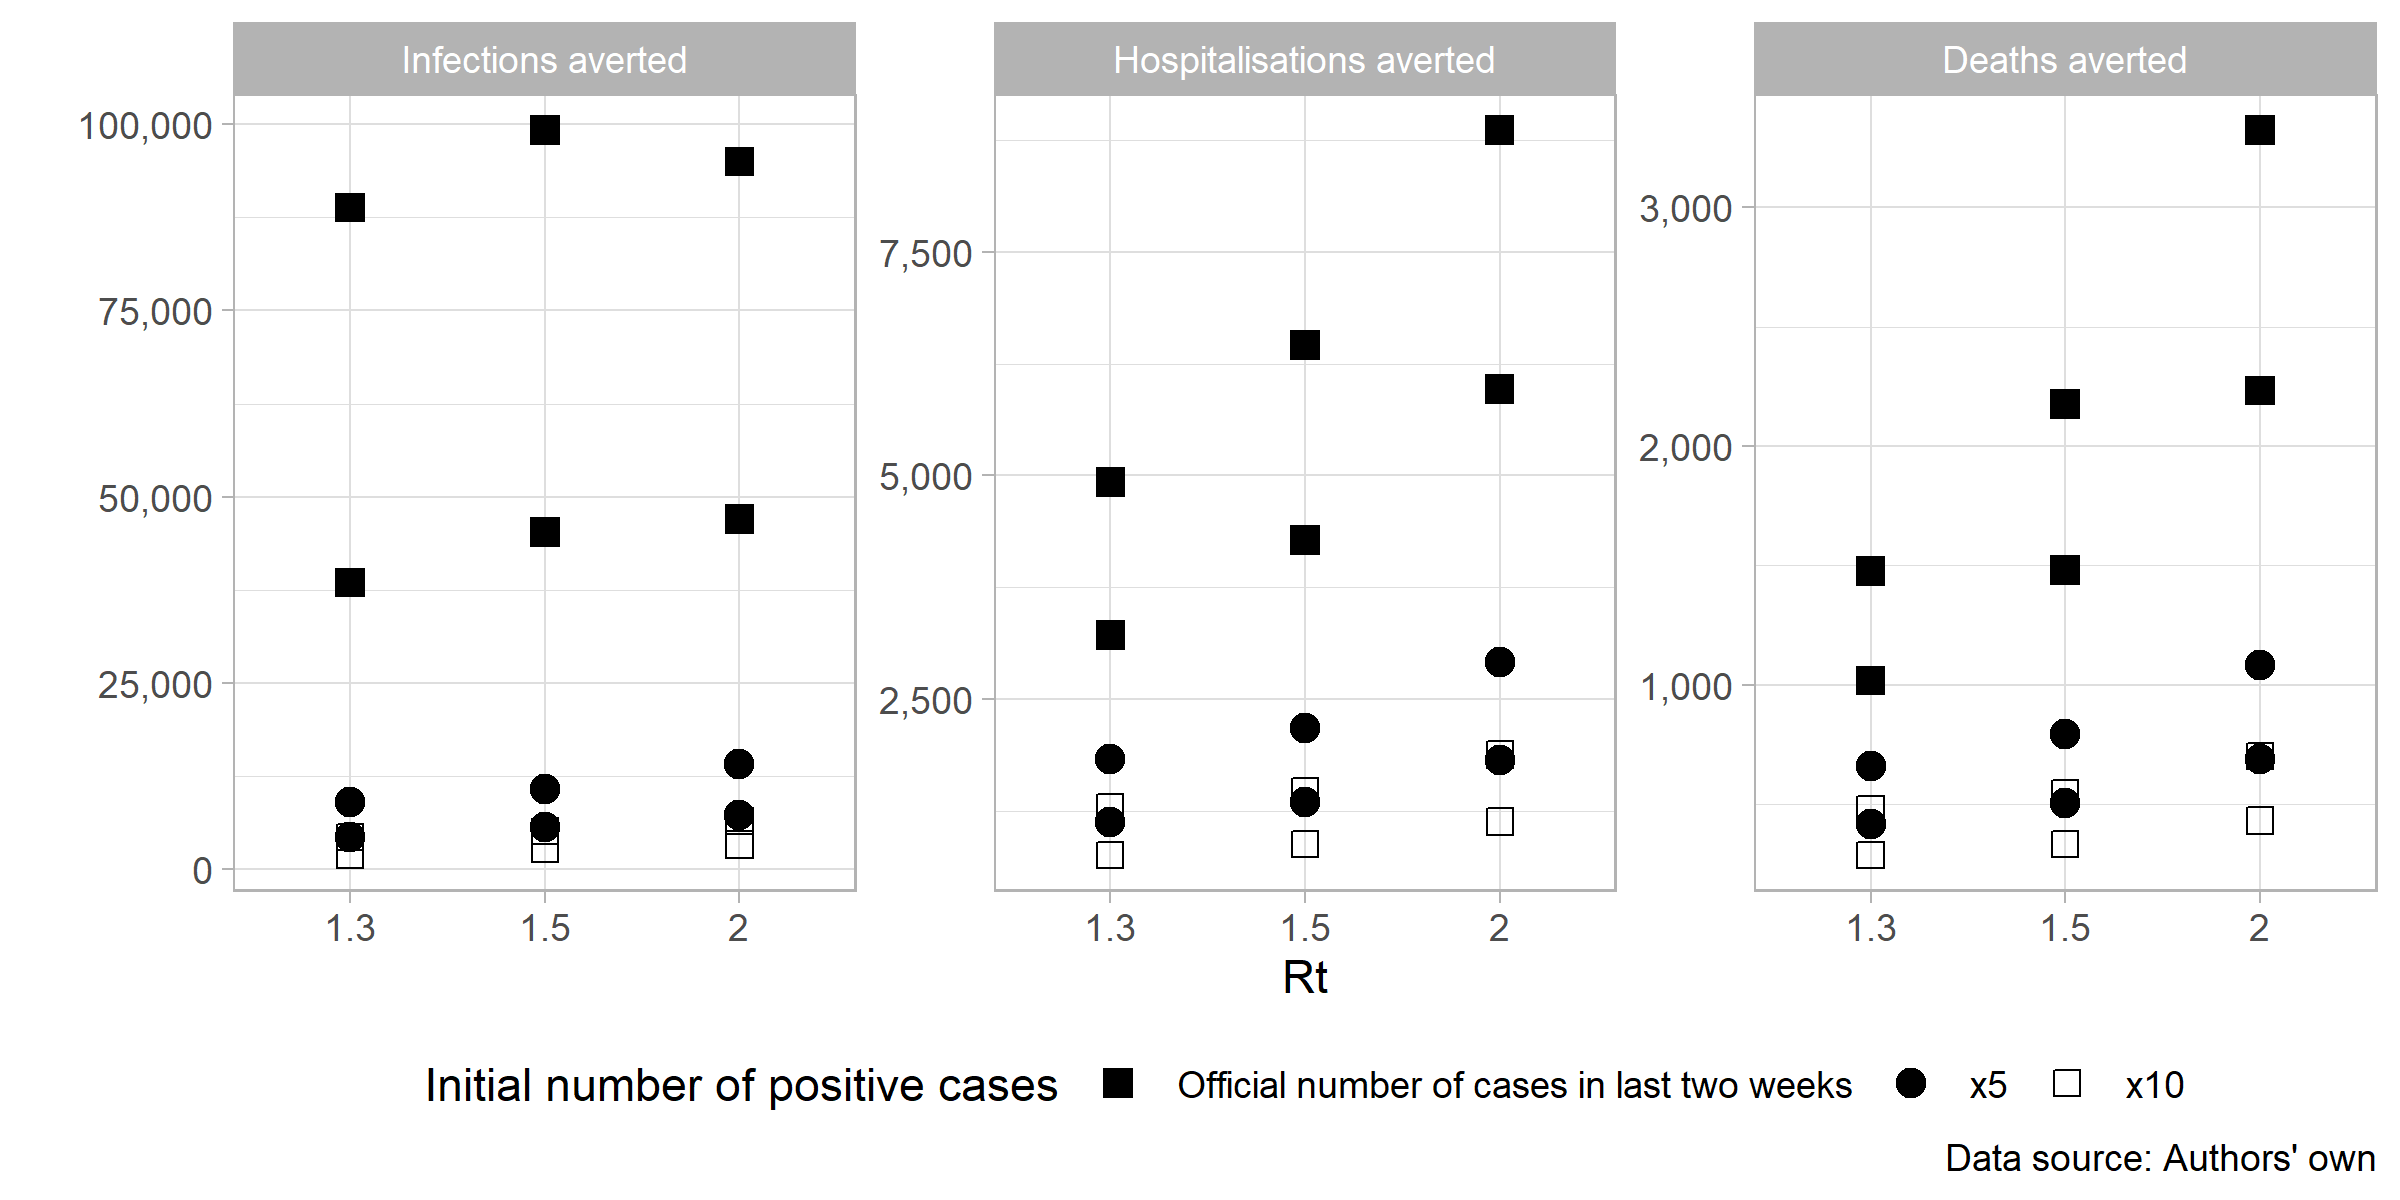 Infections averted
Hospitalisations averted
Deaths averted
100,000
75,000
50,000
25,000
0
7,500
5,000
2,500
3,000
2,000
1,000
1.3 1.5 2
1.3 1.5 2
1.3 1.5 2
Rt
Initial number of positive cases Official number of cases in last two weeks x5 x10
Data source: Authors' own